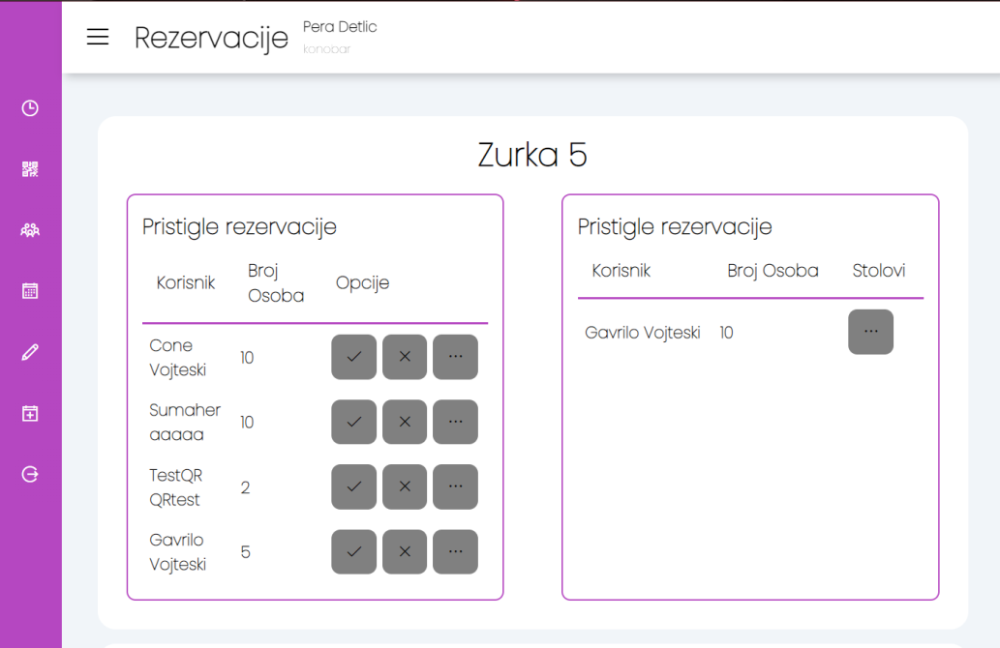 Rezervacije
Pera Detlic
konobar
Zurka 5
Pristigle rezervacije
Korisnik
Broj
Osoba
Opcije
Cone
Vojteski
10
Sumaher
aaaaa
10
TestQR
QRtest
2
Gavrilo
Vojteski
5
Pristigle rezervacije
Korisnik
Broj Osoba
Stolovi
Gavrilo Vojteski
10